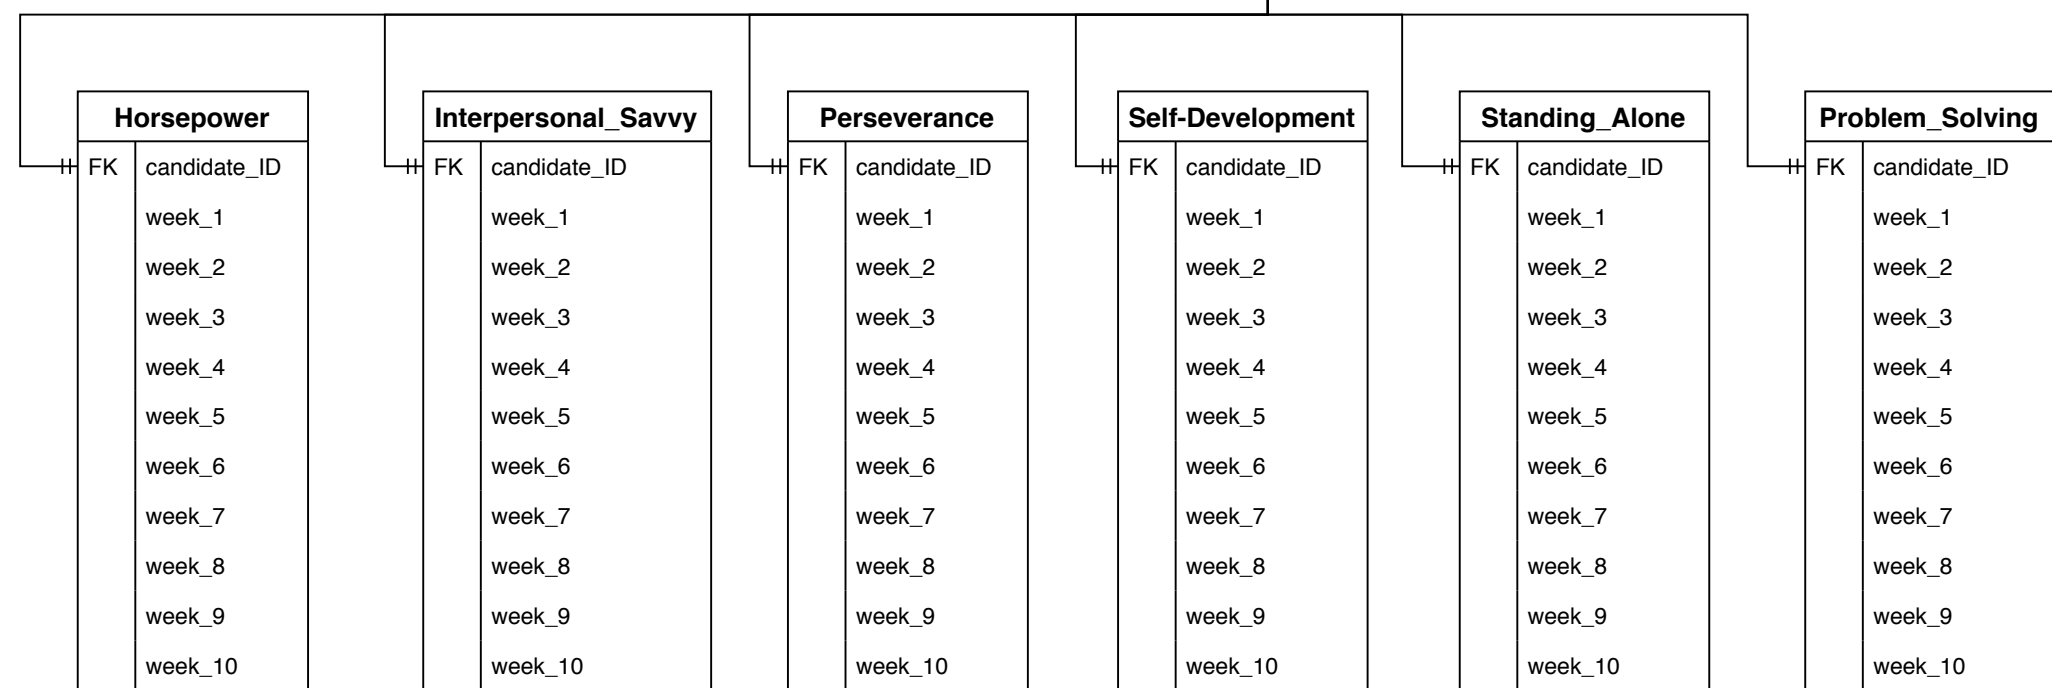 Horsepower
FK candidate_ID
week_1
week_2
week_3
week_4
week_5
week_6
week_7
week_8
week_9
week_10
Interpersonal_Savvy
FK candidate_ID
week_1
week_2
week_3
week_4
week_5
week_6
week_7
week_8
week_9
week_10
Perseverance
FK candidate_ID
week_1
week_2
week_3
week_4
week_5
week_6
week_7
week_8
week_9
week_10
Self-Development
FK candidate_ID
week_1
week_2
week_3
week_4
week_5
week_6
week_7
week_8
week_9
week_10
Standing_Alone
FK candidate_ID
week_1
week_2
week_3
week_4
week_5
week_6
week_7
week_8
week_9
week_10
Problem_Solving
FK candidate_ID
week_1
week_2
week_3
week_4
week_5
week_6
week_7
week_8
week_9
week_10